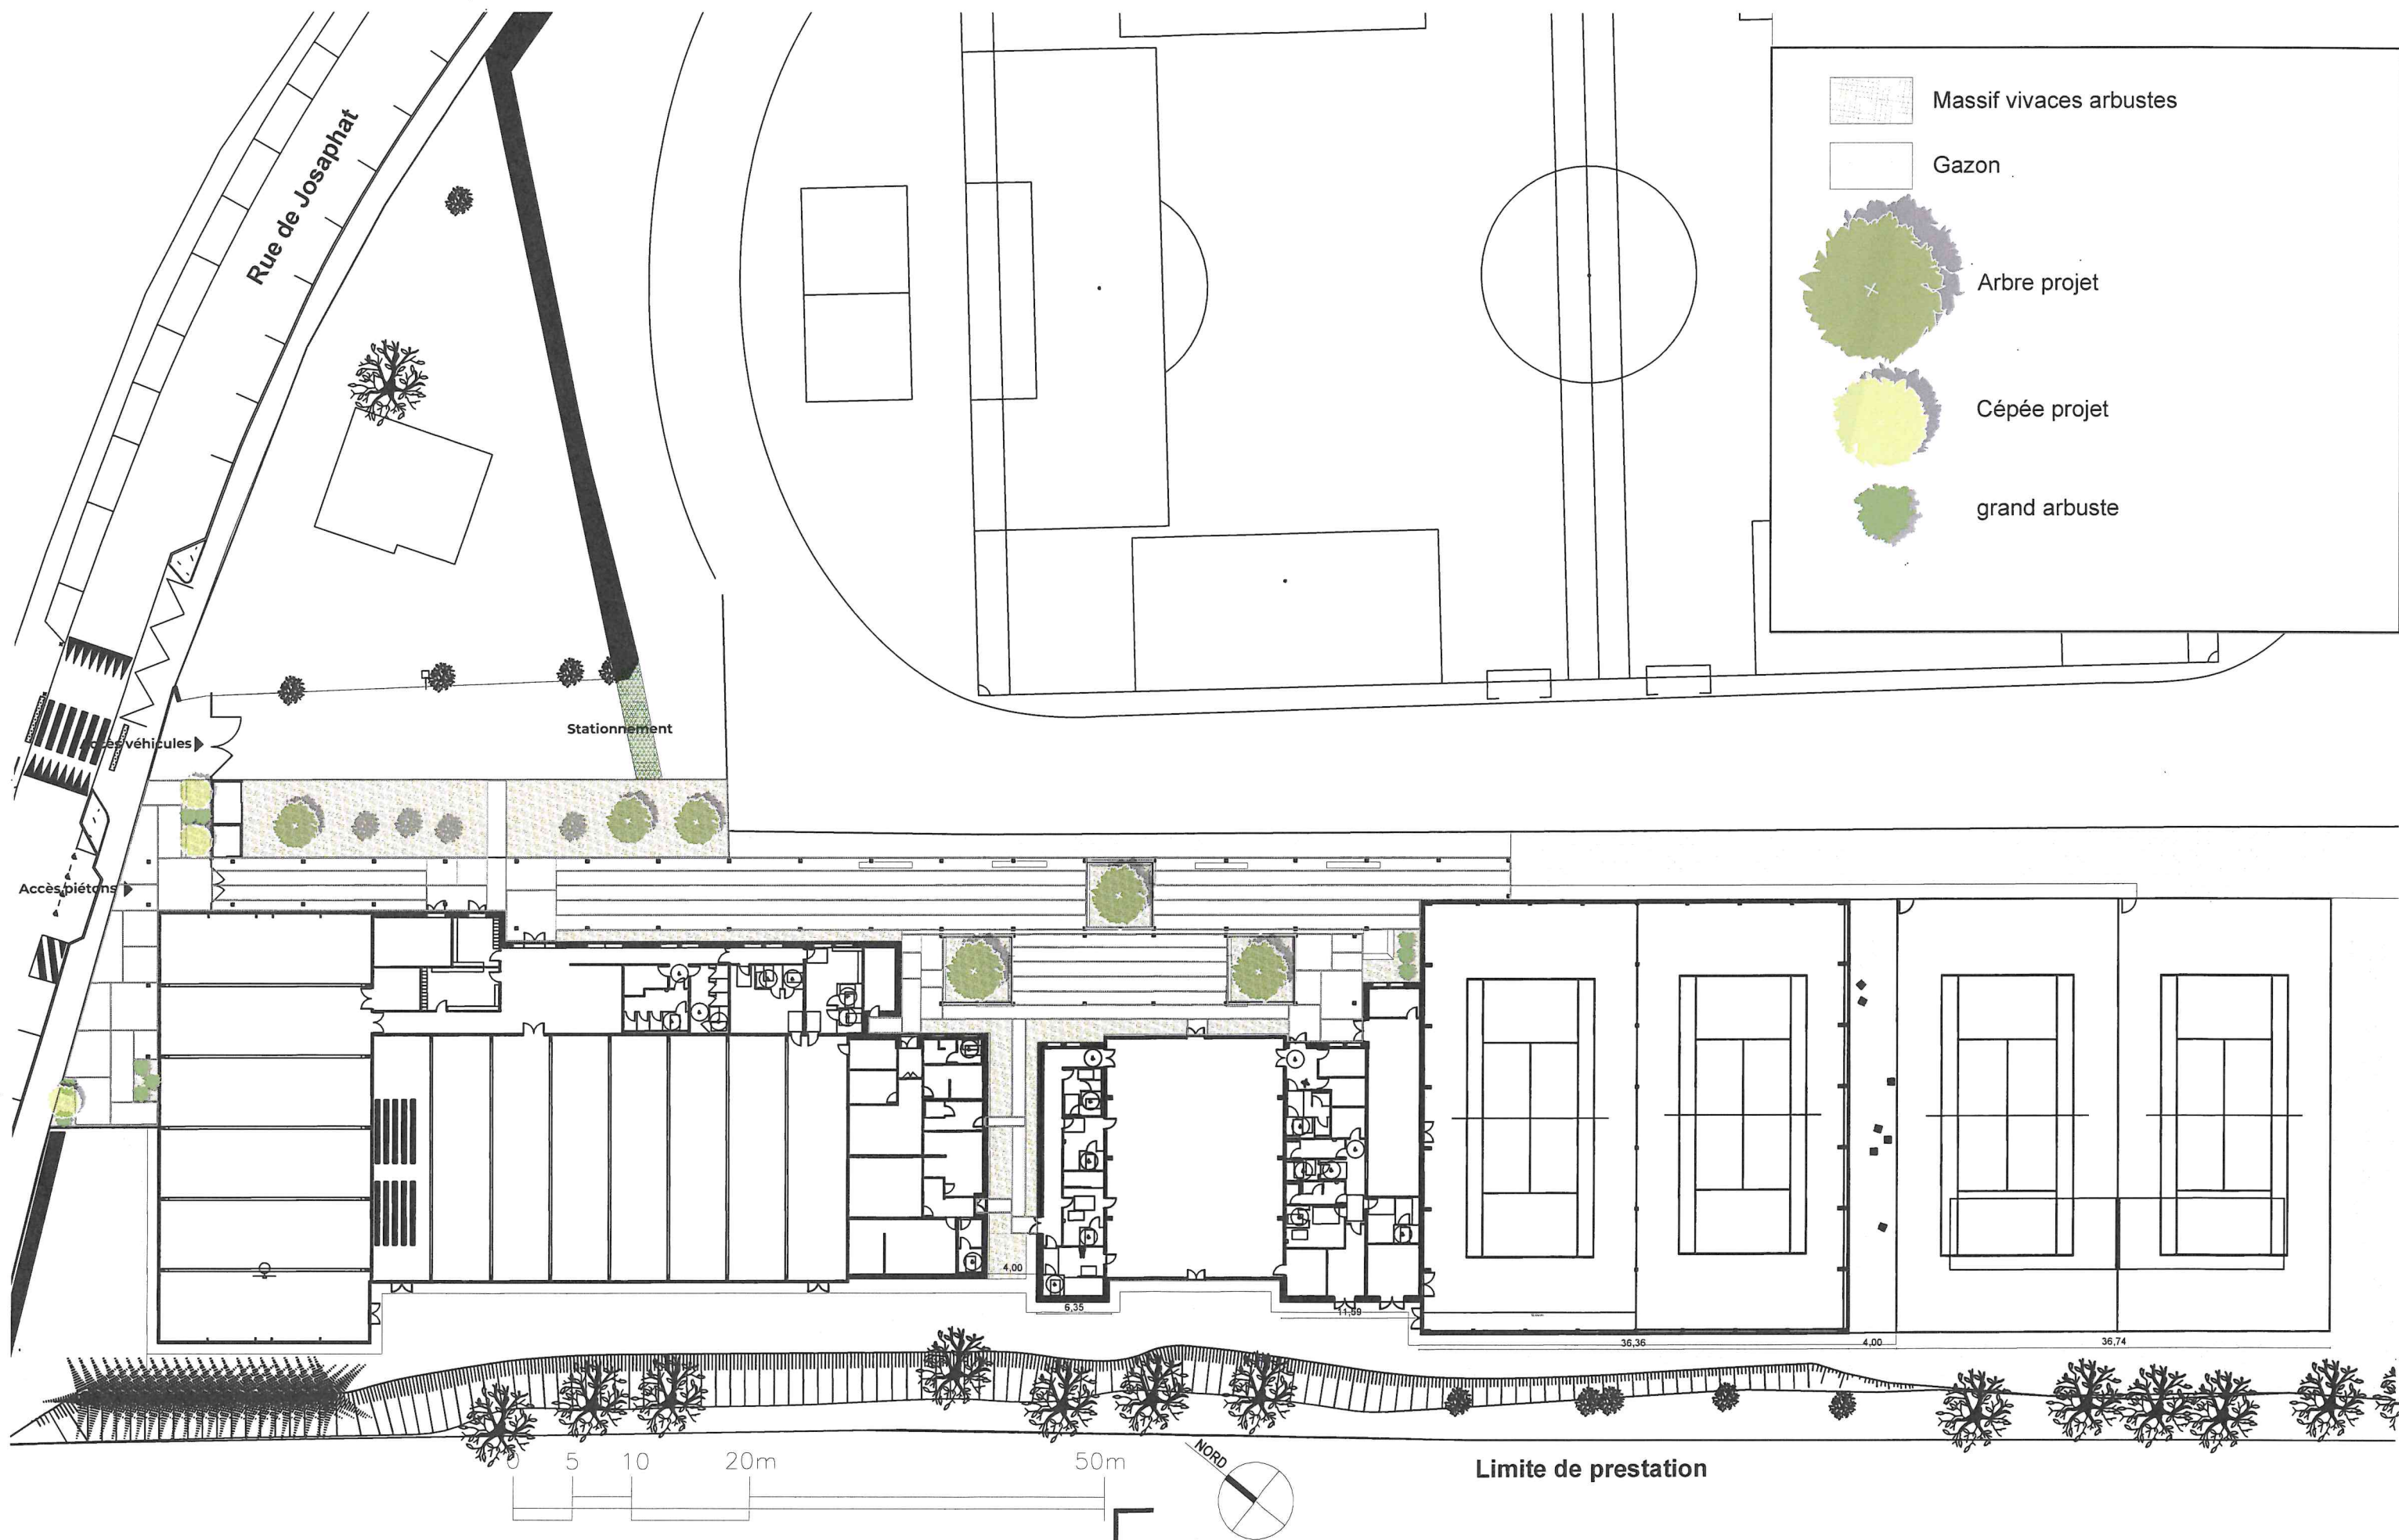 Rue de Josaphat
Massif vivaces arbustes
Gazon
Arbre projet
Cépée projet
grand arbuste
Stationnement
Accès véhicules
Accès piétons
4,00
6,35
11,59
36,36
4,00
36,74
0 5 10 20m 50m
NORD
Limite de prestation